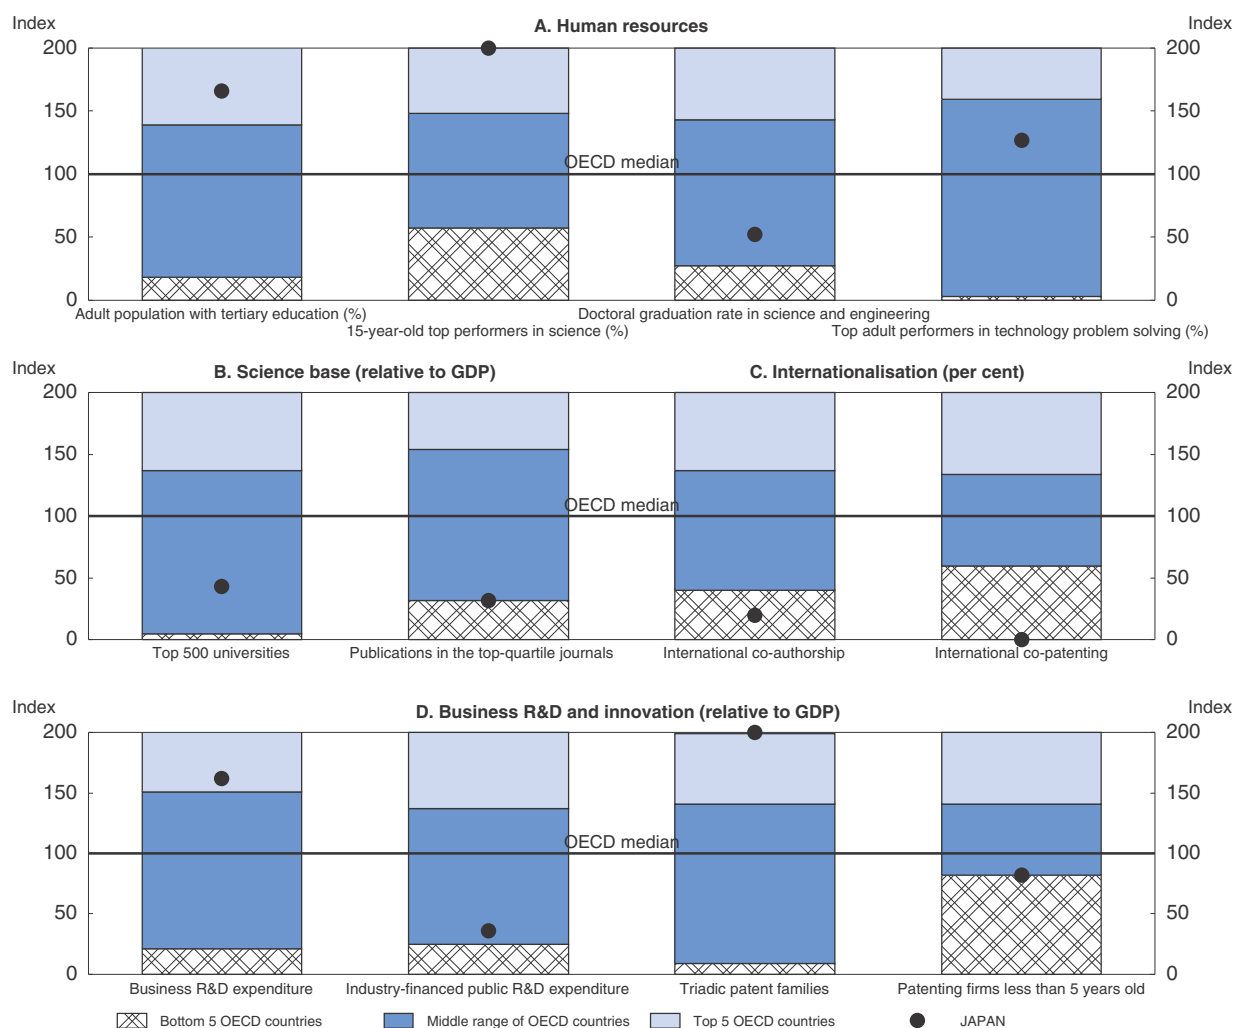 Index A. Human resources Index
200 200
150 150
OECD median
100 100
50 50
0 0
Adult population with tertiary education (%) Doctoral graduation rate in science and engineering
15-year-old top performers in science (%) Top adult performers in technology problem solving (%)
Index B. Science base (relative to GDP) C. Internationalisation (per cent) Index
200 200
150 150
OECD median
100 100
50 50
0 0
Top 500 universities Publications in the top-quartile journals International co-authorship International co-patenting
Index D. Business R&D and innovation (relative to GDP) Index
200 200
150 150
OECD median
100 100
50 50
0 0
Business R&D expenditure Industry-financed public R&D expenditure Triadic patent families Patenting firms less than 5 years old
Bottom 5 OECD countries Middle range of OECD countries Top 5 OECD countries JAPAN